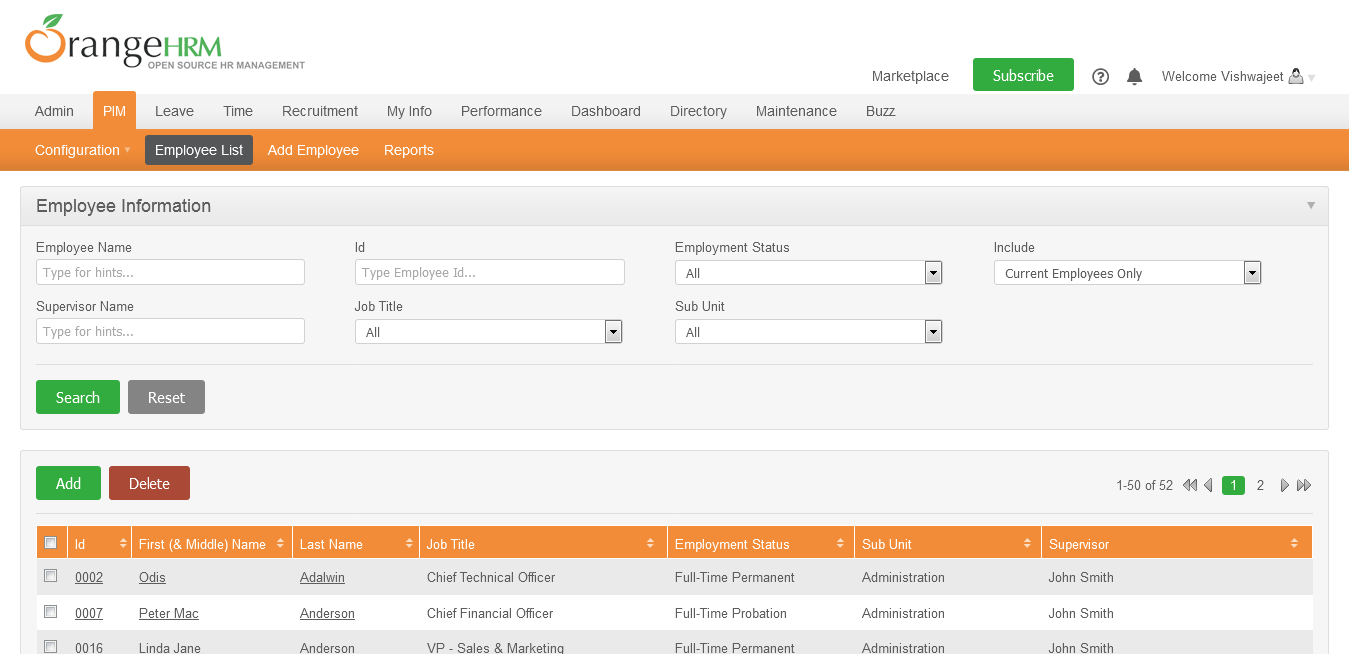 OrangeHRM
OPEN SOURCE HR MANAGEMENT
Marketplace Subscribe ? Welcome Vishwajeet
Admin PIM Leave Time Recruitment My Info Performance Dashboard Directory Maintenance Buzz
Configuration Employee List Add Employee Reports
Employee Information
Employee Name Id Employment Status Include
Type for hints... Type Employee Id... All Current Employees Only
Supervisor Name Job Title Sub Unit
Type for hints... All All
Search Reset
Add Delete 1-50 of 52 1 2
Id First (& Middle) Name Last Name Job Title Employment Status Sub Unit Supervisor
0002 Odis Adalwin Chief Technical Officer Full-Time Permanent Administration John Smith
0007 Peter Mac Anderson Chief Financial Officer Full-Time Probation Administration John Smith
0016 Linda Jane Anderson VP - Sales & Marketing Full-Time Permanent Administration John Smith